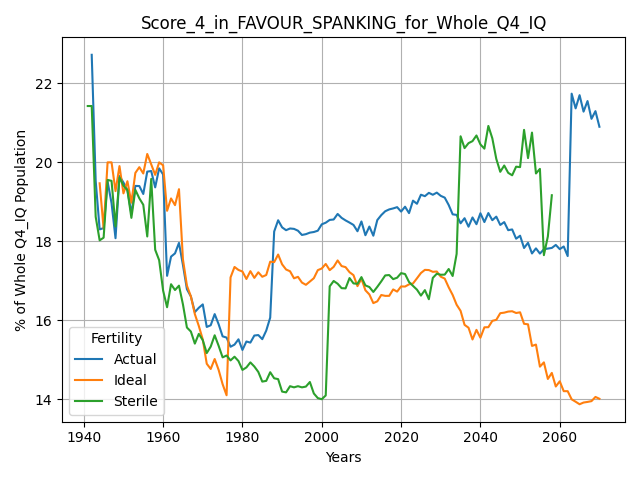 Score_4_in_FAVOUR_SPANKING_for_Whole_Q4_IQ
% of Whole Q4_IQ Population
22
20
18
16
14
Fertility
Actual
Ideal
Sterile
1940 1960 1980 2000 2020 2040 2060
Years